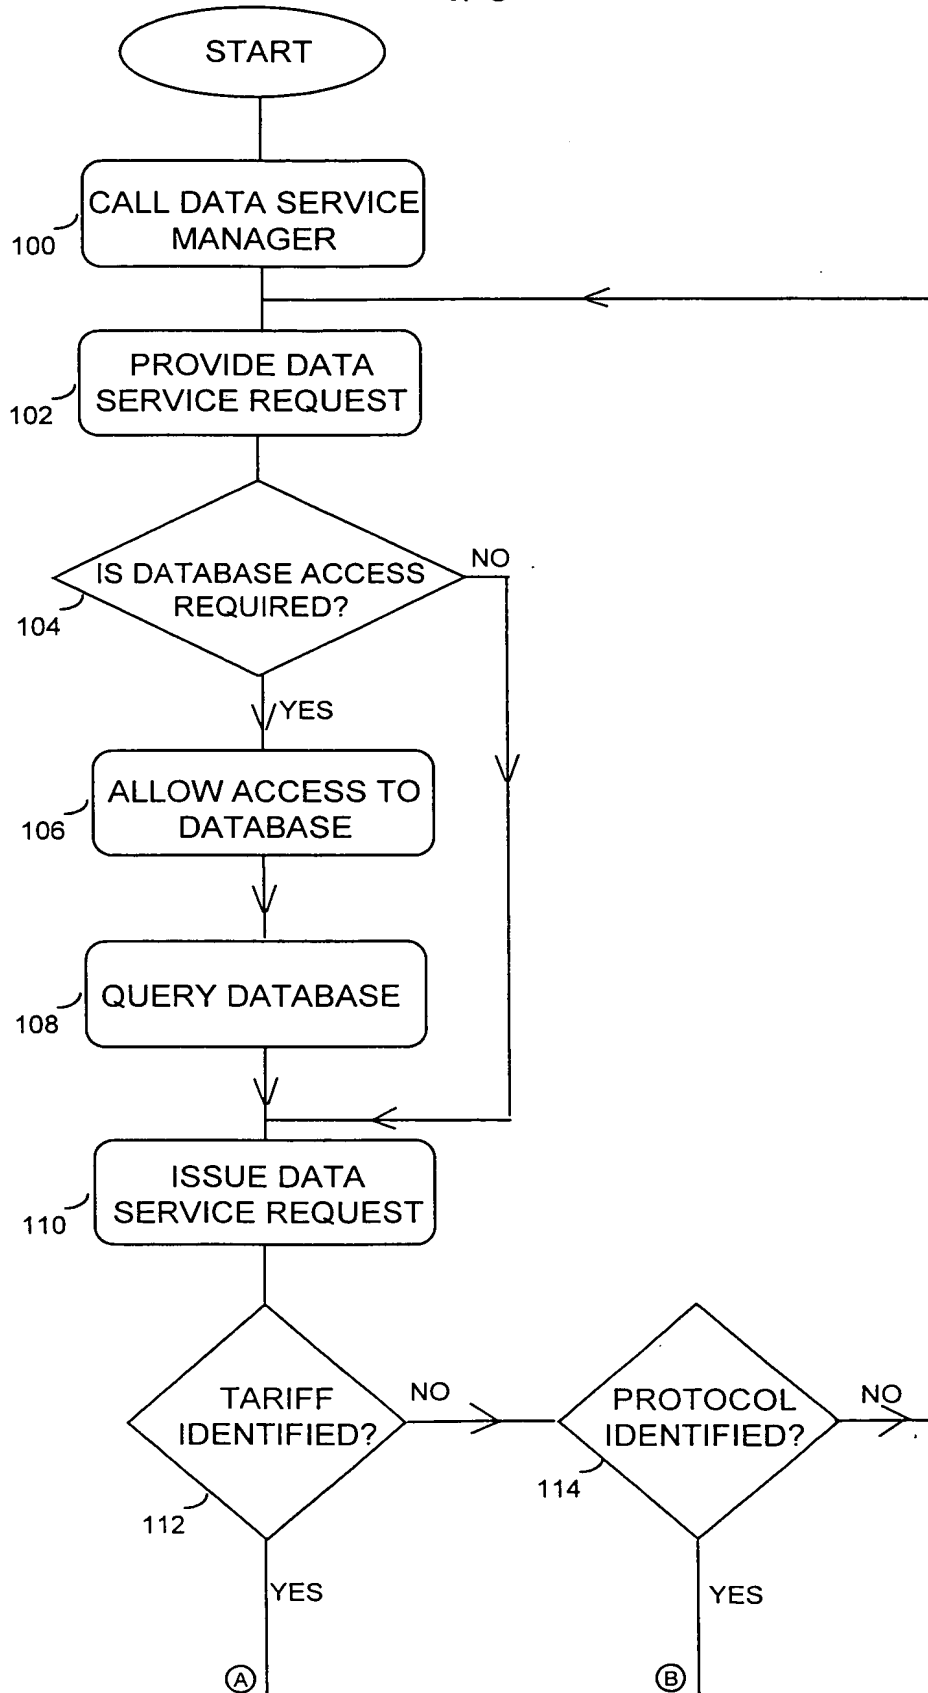 START
CALL DATA SERVICE
MANAGER
100
PROVIDE DATA
SERVICE REQUEST
102
NO
IS DATABASE ACCESS
REQUIRED?
104
YES
ALLOW ACCESS TO
DATABASE
106
QUERY DATABASE
108
ISSUE DATA
SERVICE REQUEST
110
TARIFF
IDENTIFIED?
NO
112
PROTOCOL
IDENTIFIED?
NO
114
YES
YES
A
B